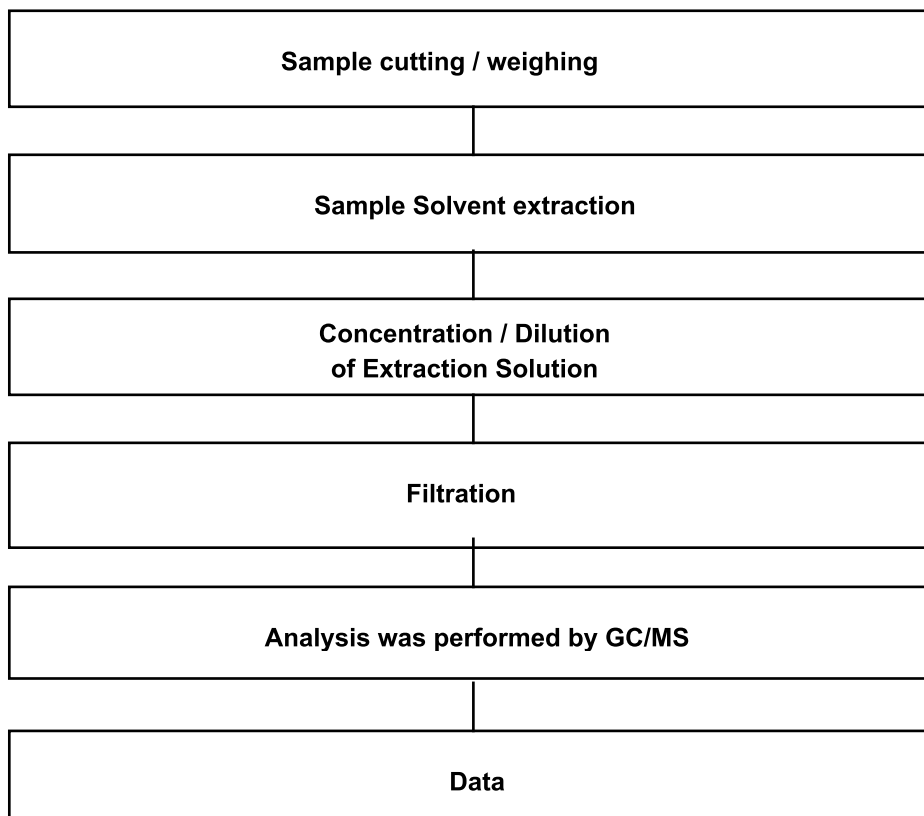 Sample cutting / weighing
Sample Solvent extraction
Concentration / Dilution
of Extraction Solution
Filtration
Analysis was performed by GC/MS
Data